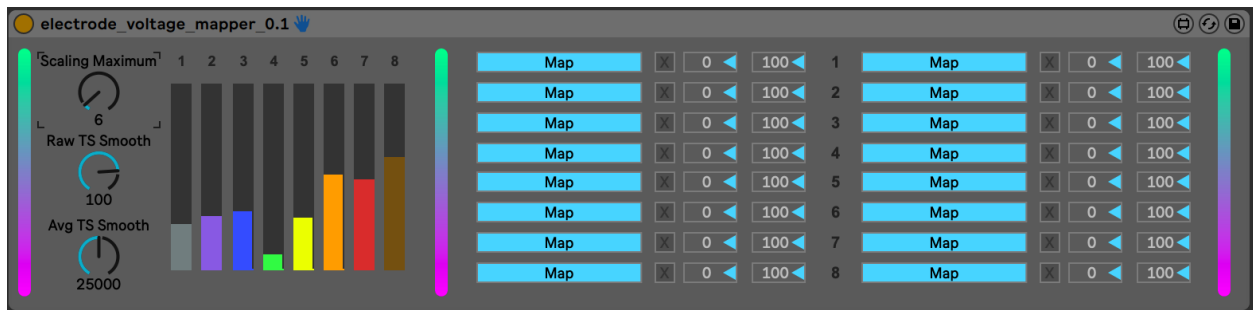 electrode_voltage_mapper_0.1
Scaling Maximum
6
Raw TS Smooth
100
Avg TS Smooth
25000
1 2 3 4 5 6 7 8
Map X 0 100 1 Map X 0 100
Map X 0 100 2 Map X 0 100
Map X 0 100 3 Map X 0 100
Map X 0 100 4 Map X 0 100
Map X 0 100 5 Map X 0 100
Map X 0 100 6 Map X 0 100
Map X 0 100 7 Map X 0 100
Map X 0 100 8 Map X 0 100